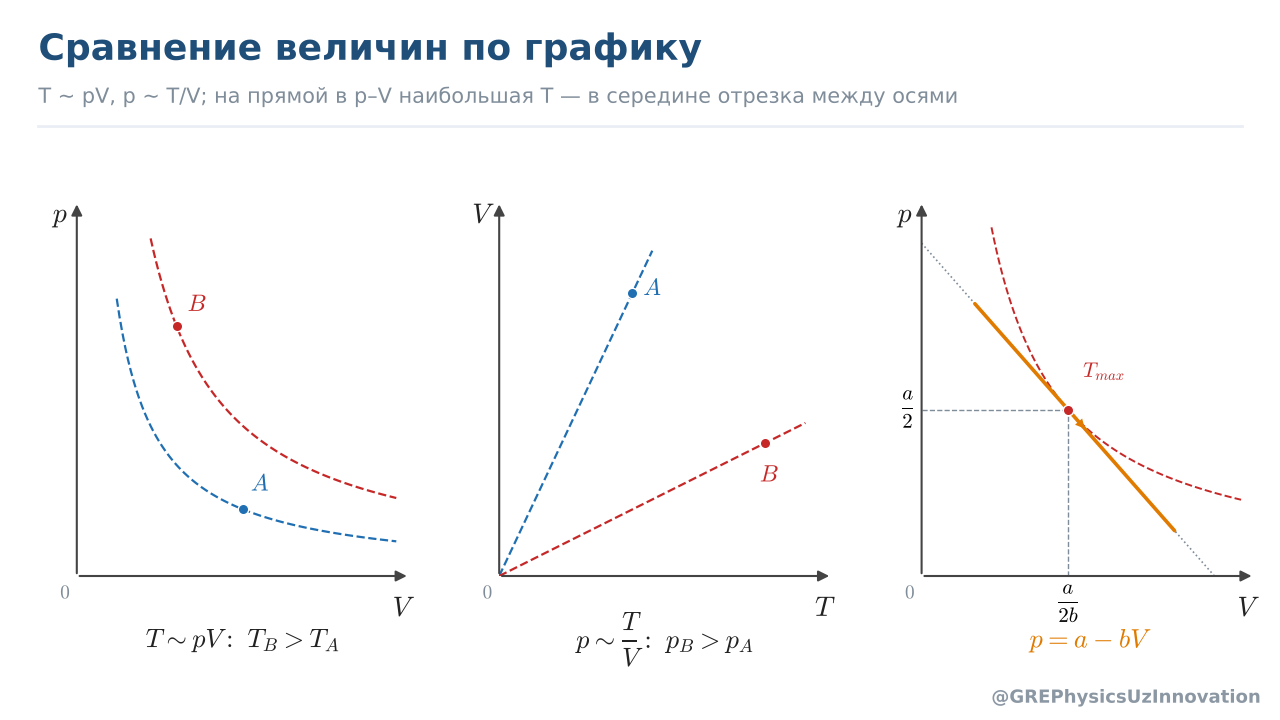 Сравнение величин по графику
T ~ pV, p ~ T/V; на прямой в p–V наибольшая T — в середине отрезка между осями
p
B
A
0
V
T ∼ pV: T_B > T_A
V
A
B
0
T
p ∼ T/V: p_B > p_A
p
T_max
a/2
0
a/2b
V
p = a − bV
@GREPhysicsUzInnovation